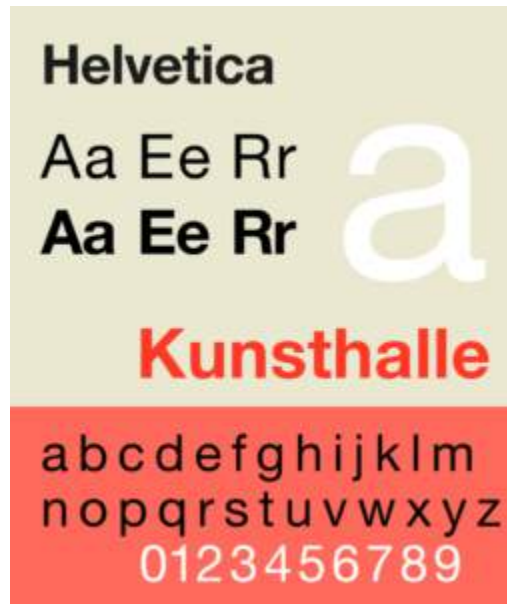 Helvetica
Aa Ee Rr
Aa Ee Rr
a
Kunsthalle
abcdefghijklm
nopqrstuvwxyz
0123456789